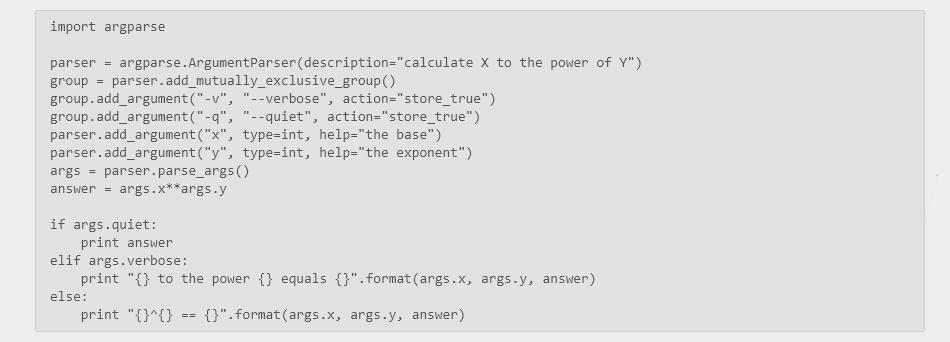 import argparse

parser = argparse.ArgumentParser(description="calculate X to the power of Y")
group = parser.add_mutually_exclusive_group()
group.add_argument("-v", "--verbose", action="store_true")
group.add_argument("-q", "--quiet", action="store_true")
parser.add_argument("x", type=int, help="the base")
parser.add_argument("y", type=int, help="the exponent")
args = parser.parse_args()
answer = args.x**args.y

if args.quiet:
    print answer
elif args.verbose:
    print "{} to the power {} equals {}".format(args.x, args.y, answer)
else:
    print "{}^{} == {}".format(args.x, args.y, answer)